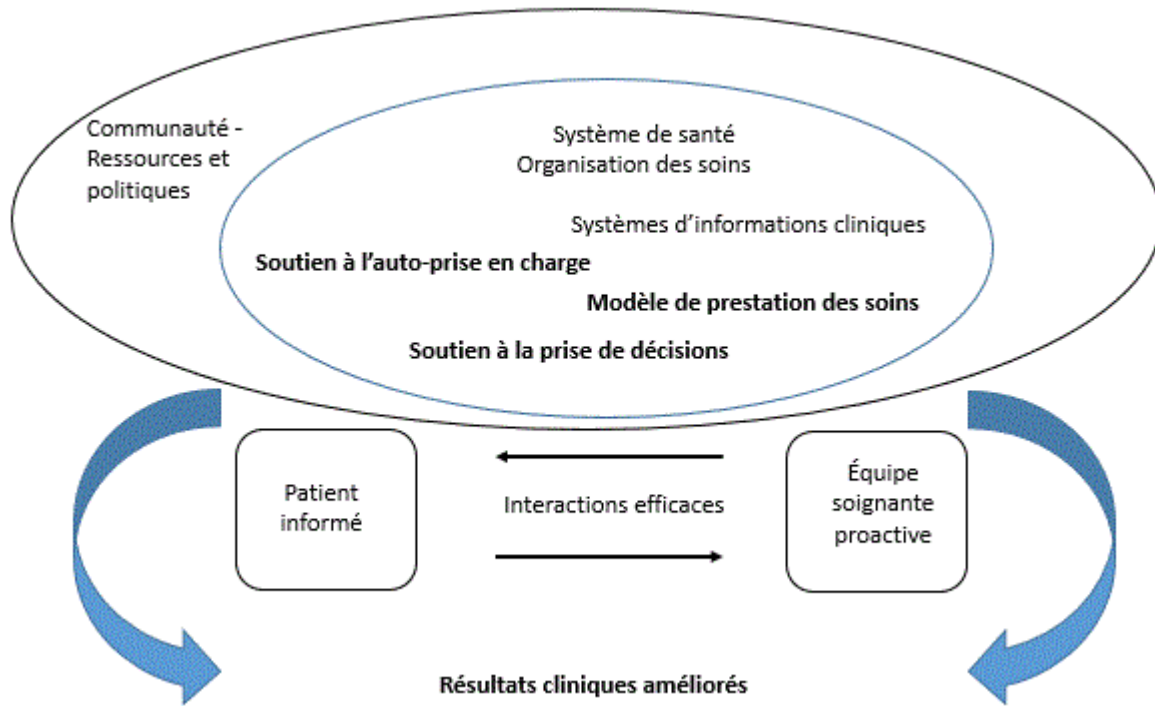 Communauté -
Ressources et
politiques
Système de santé
Organisation des soins
Systèmes d’informations cliniques
Soutien à l’auto-prise en charge
Modèle de prestation des soins
Soutien à la prise de décisions
Patient
informé
Interactions efficaces
Équipe
soignante
proactive
Résultats cliniques améliorés